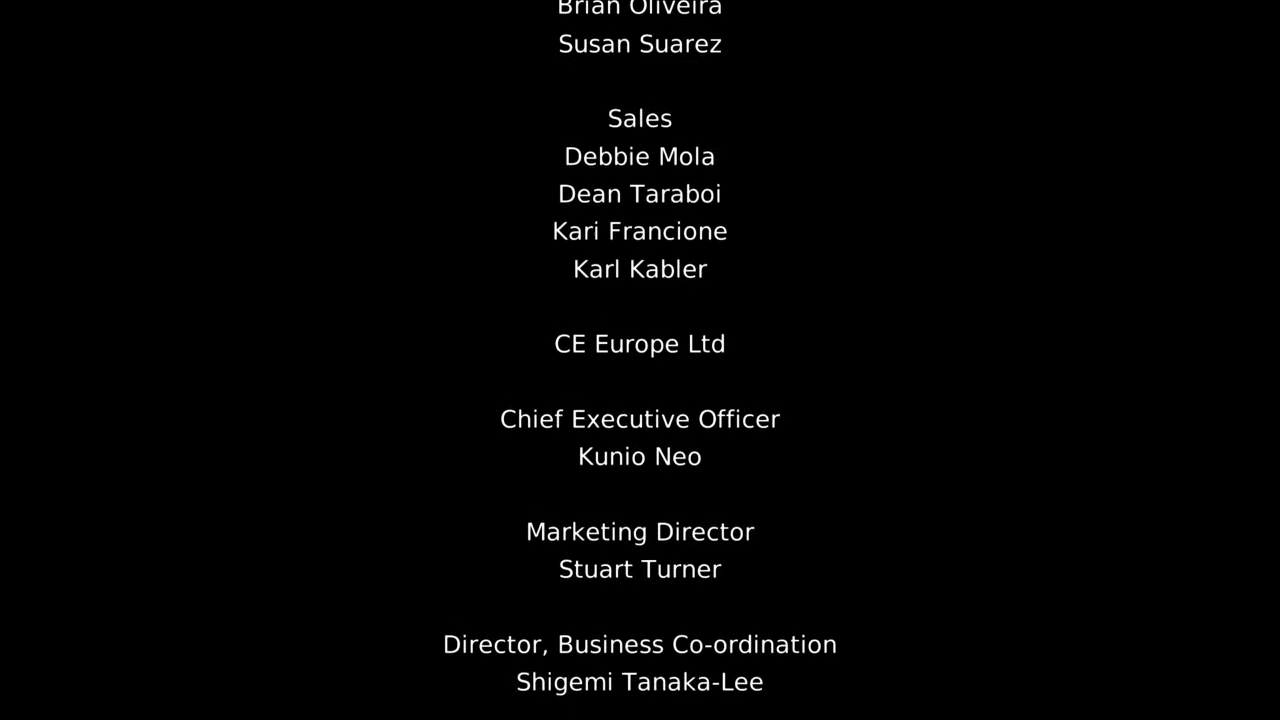 Brian Oliveira
Susan Suarez
Sales
Debbie Mola
Dean Taraboi
Kari Francione
Karl Kabler
CE Europe Ltd
Chief Executive Officer
Kunio Neo
Marketing Director
Stuart Turner
Director, Business Co-ordination
Shigemi Tanaka-Lee